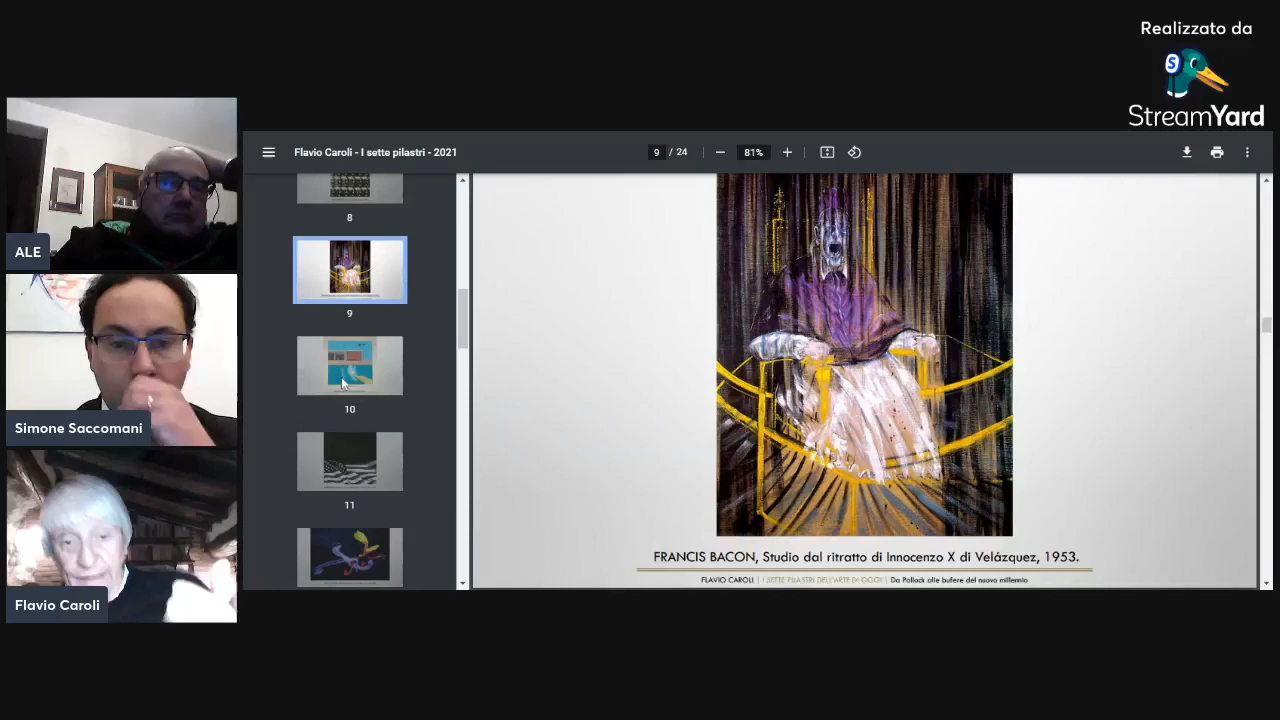 Realizzato da
StreamYard
Flavio Caroli - I sette pilastri - 2021
9 / 24
81%
8
9
10
11
ALE
Simone Saccomani
Flavio Caroli
FRANCIS BACON, Studio dal ritratto di Innocenzo X di Velázquez, 1953.
FLAVIO CAROLI | I SETTE PILASTRI DELL'ARTE DI OGGI | Da Pollock alle bufere del nuovo millennio